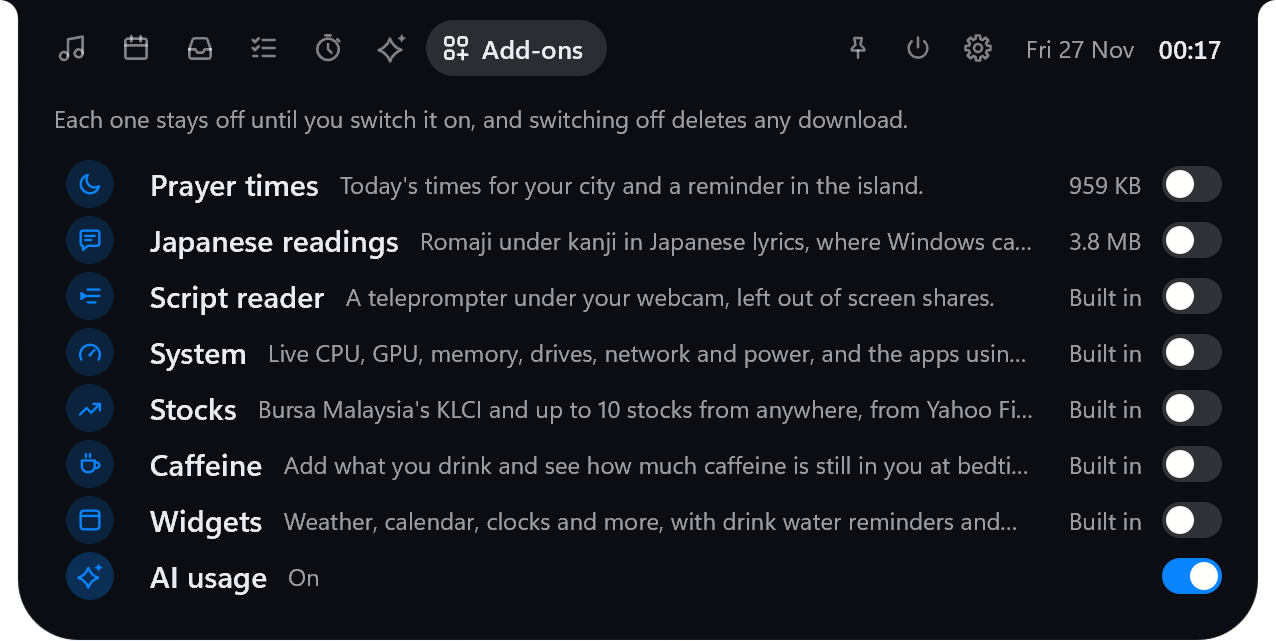 Add-ons Fri 27 Nov 00:17
Each one stays off until you switch it on, and switching off deletes any download.
Prayer times Today's times for your city and a reminder in the island. 959 KB
Japanese readings Romaji under kanji in Japanese lyrics, where Windows ca... 3.8 MB
Script reader A teleprompter under your webcam, left out of screen shares. Built in
System Live CPU, GPU, memory, drives, network and power, and the apps usin... Built in
Stocks Bursa Malaysia's KLCI and up to 10 stocks from anywhere, from Yahoo Fi... Built in
Caffeine Add what you drink and see how much caffeine is still in you at bedti... Built in
Widgets Weather, calendar, clocks and more, with drink water reminders and... Built in
AI usage On